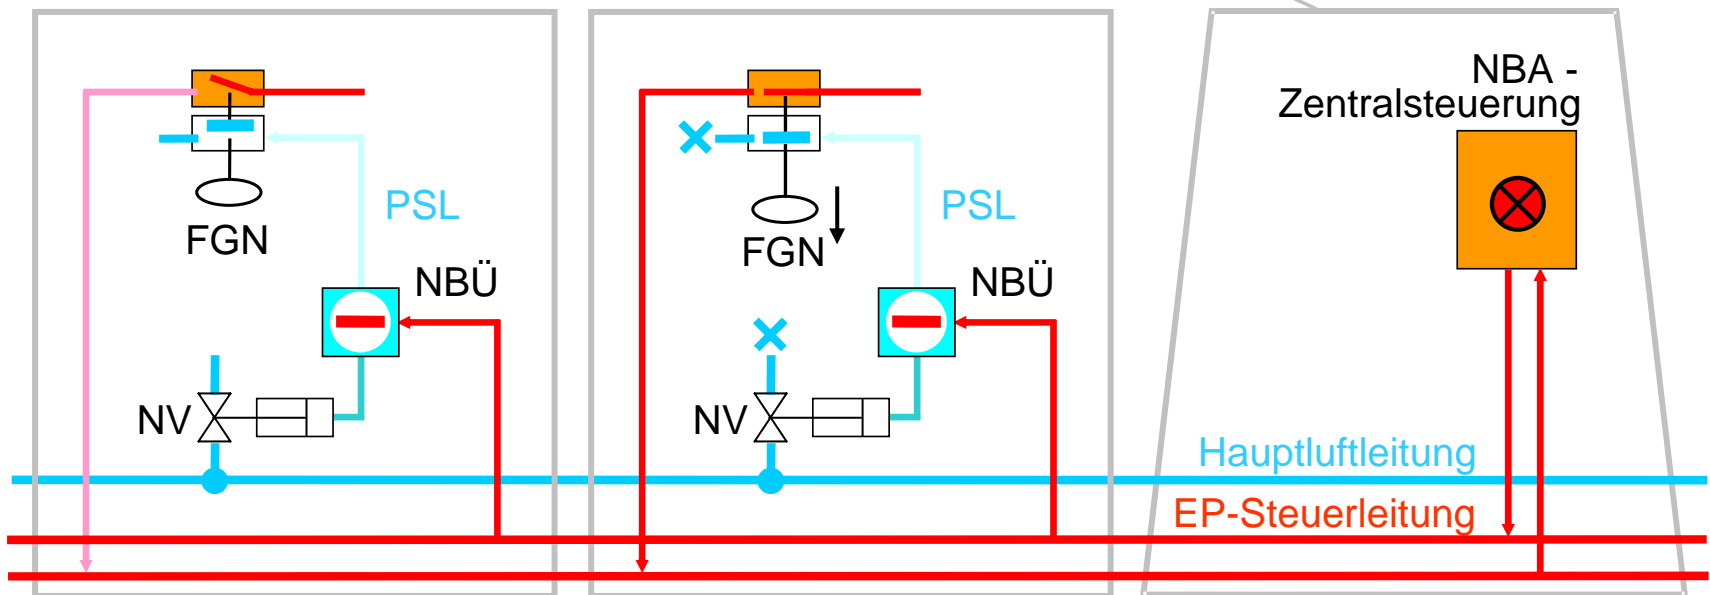 NBA -
Zentralsteuerung
PSL
PSL
FGN
FGN
NBÜ
NBÜ
NV
NV
Hauptluftleitung
EP-Steuerleitung